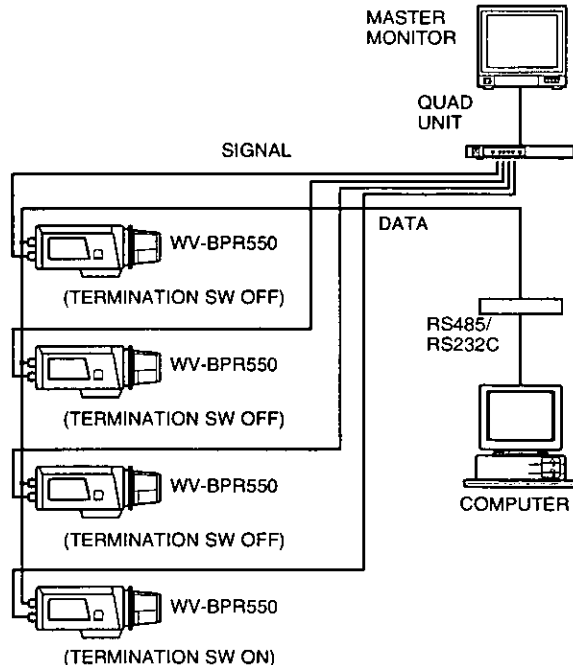 MASTER
MONITOR
QUAD
UNIT
SIGNAL
DATA
WV-BPR550
(TERMINATION SW OFF)
RS485/
RS232C
WV-BPR550
(TERMINATION SW OFF)
WV-BPR550
COMPUTER
(TERMINATION SW OFF)
WV-BPR550
(TERMINATION SW ON)